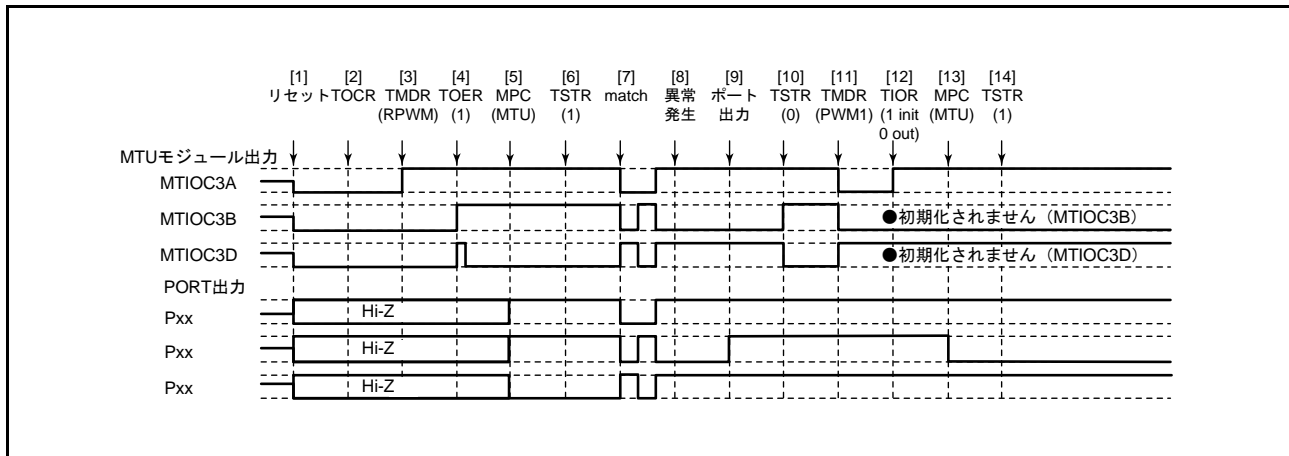 [1] [2] [3] [4] [5] [6] [7] [8] [9] [10] [11] [12] [13] [14]
リセット TOCR TMDR TOER MPC TSTR match 異常 ポート TSTR TMDR TIOR MPC TSTR
(RPWM) (1) (MTU) (1) 発生 出力 (0) (PWM1) (1 init (MTU) (1)
0 out)
MTUモジュール出力
MTIOC3A
MTIOC3B ●初期化されません（MTIOC3B）
MTIOC3D ●初期化されません（MTIOC3D）
PORT出力
Pxx Hi-Z
Pxx Hi-Z
Pxx Hi-Z